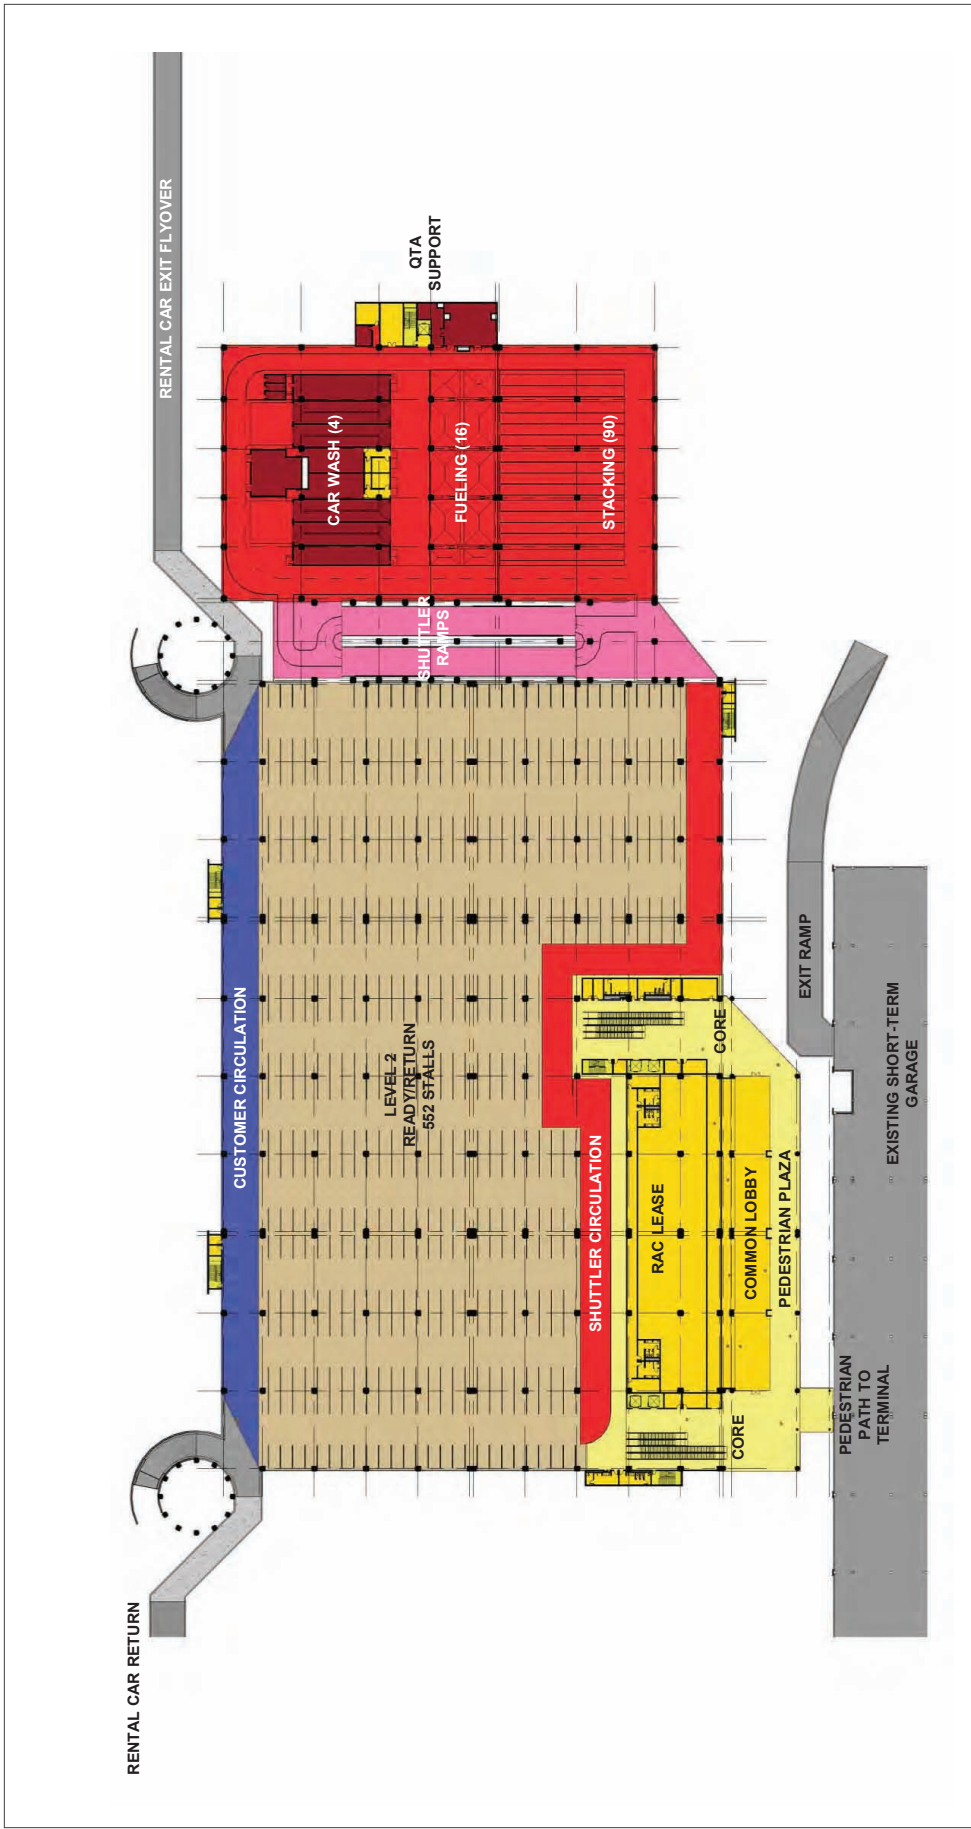 RENTAL CAR EXIT FLYOVER
QTA
SUPPORT
CAR WASH (4)
FUELING (16)
STACKING (90)
SHUTTLER
RAMPS
CUSTOMER CIRCULATION
LEVEL 2
READY/RETURN
552 STALLS
SHUTTLER CIRCULATION
RAC LEASE
COMMON LOBBY
PEDESTRIAN PLAZA
CORE
CORE
EXIT RAMP
EXISTING SHORT-TERM
GARAGE
PEDESTRIAN
PATH TO
TERMINAL
RENTAL CAR RETURN